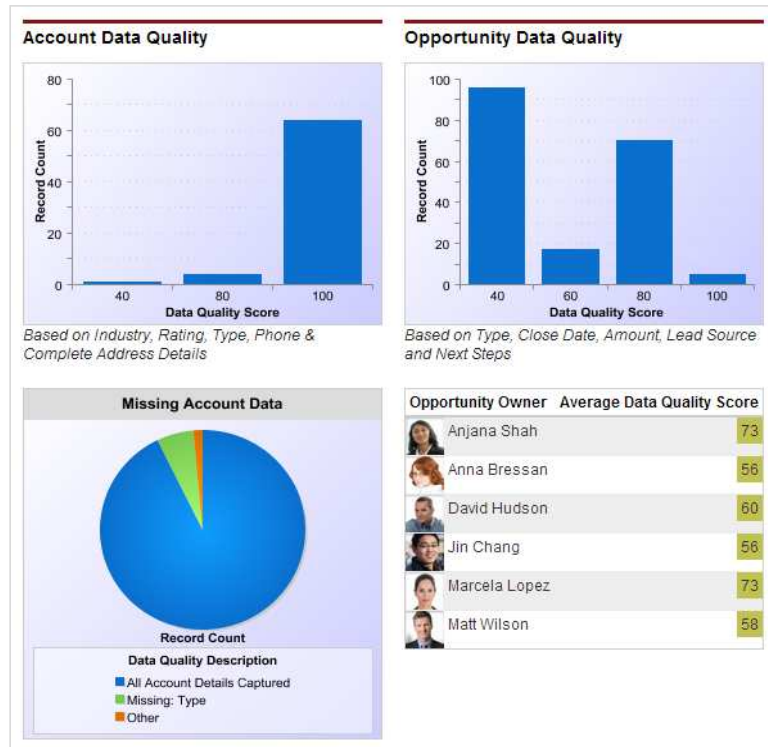 Account Data Quality
80
60
40
20
0
Record Count
40 80 100
Data Quality Score
Based on Industry, Rating, Type, Phone &
Complete Address Details
Opportunity Data Quality
100
80
60
40
20
0
Record Count
40 60 80 100
Data Quality Score
Based on Type, Close Date, Amount, Lead Source
and Next Steps
Missing Account Data
Record Count
Data Quality Description
All Account Details Captured
Missing: Type
Other
Opportunity Owner Average Data Quality Score
Anjana Shah 73
Anna Bressan 56
David Hudson 60
Jin Chang 56
Marcela Lopez 73
Matt Wilson 58